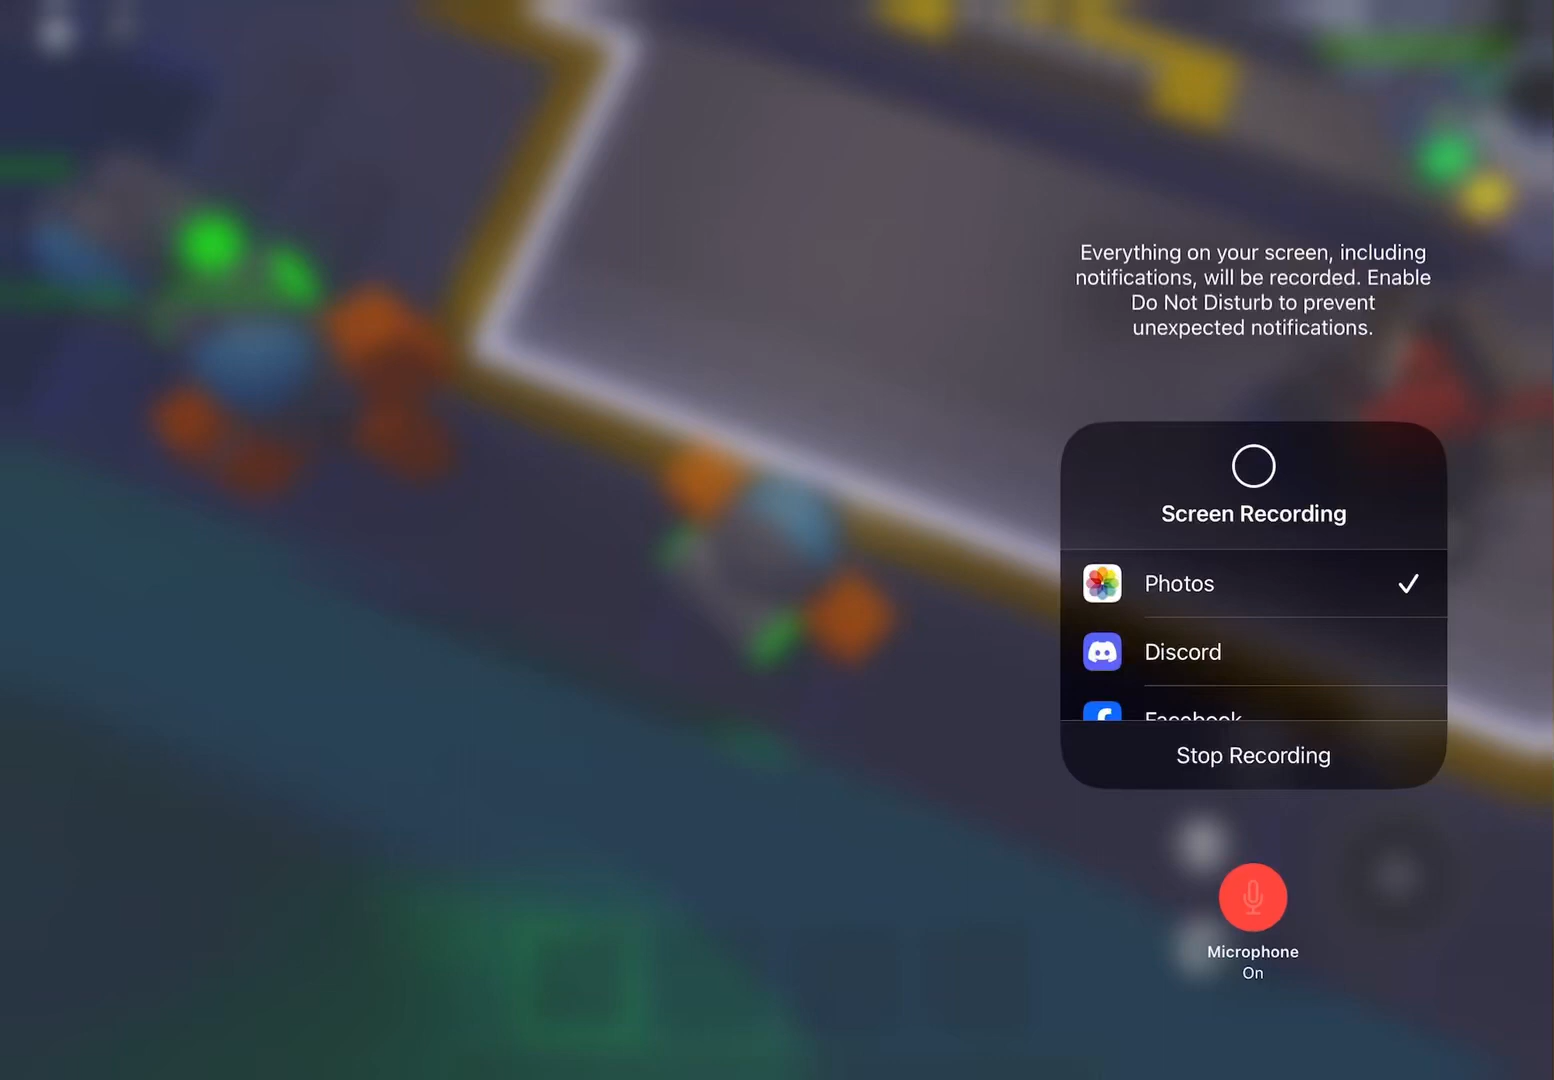 Everything on your screen, including
notifications, will be recorded. Enable
Do Not Disturb to prevent
unexpected notifications.
Screen Recording
Photos
Discord
Facebook
Stop Recording
Microphone
On